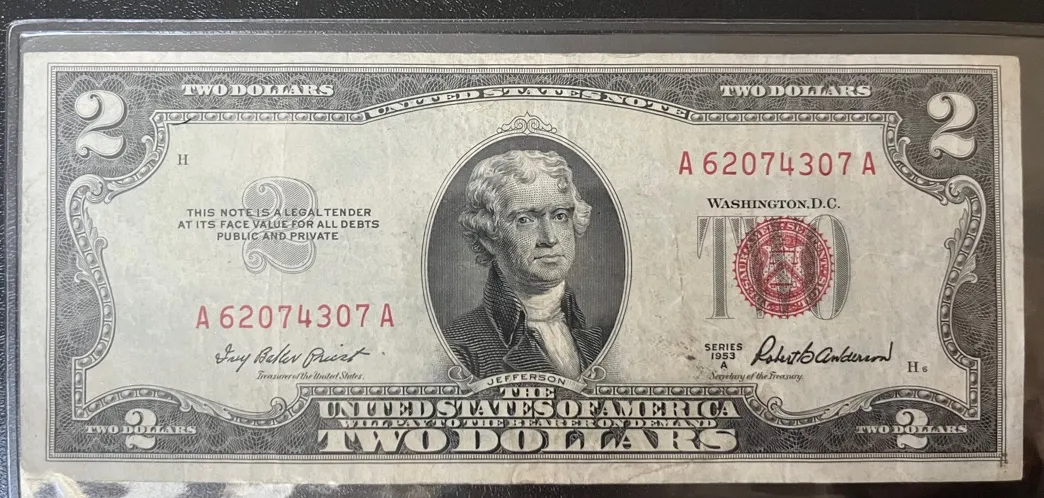 TWO DOLLARS
UNITED STATES NOTE
TWO DOLLARS
2
2
H
A 62074307 A
WASHINGTON, D.C.
2
THIS NOTE IS A LEGAL TENDER
AT ITS FACE VALUE FOR ALL DEBTS
PUBLIC AND PRIVATE
TWO
A 62074307 A
Ivy Baker Priest
Treasurer of the United States.
SERIES
1953
A
Robert B Anderson
Secretary of the Treasury.
H 6
JEFFERSON
THE
UNITED STATES OF AMERICA
WILL PAY TO THE BEARER ON DEMAND
TWO DOLLARS
2
TWO DOLLARS
2
TWO DOLLARS